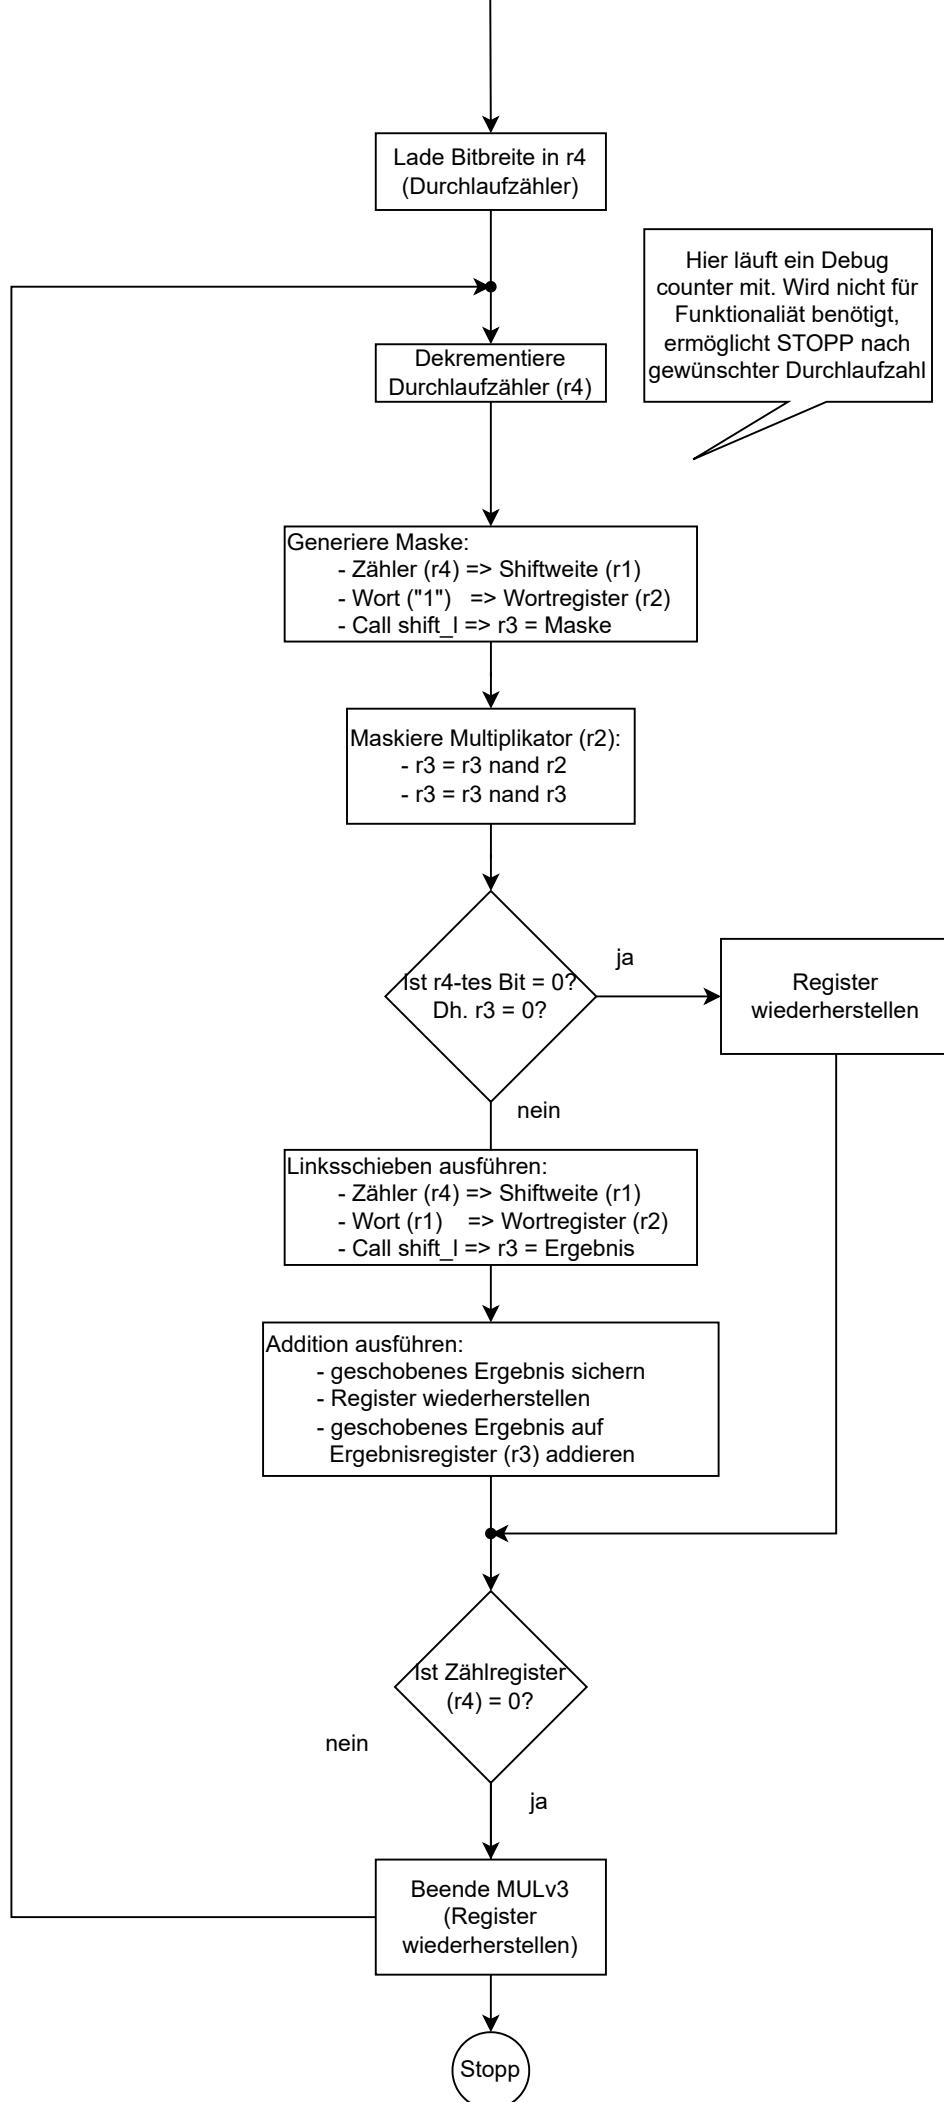 Lade Bitbreite in r4
(Durchlaufzähler)
Hier läuft ein Debug
counter mit. Wird nicht für
Funktionaliät benötigt,
ermöglicht STOPP nach
gewünschter Durchlaufzahl
Dekrementiere
Durchlaufzähler (r4)
Generiere Maske:
- Zähler (r4) => Shiftweite (r1)
- Wort ("1") => Wortregister (r2)
- Call shift_l => r3 = Maske
Maskiere Multiplikator (r2):
- r3 = r3 nand r2
- r3 = r3 nand r3
Ist r4-tes Bit = 0?
Dh. r3 = 0?
ja
Register
wiederherstellen
nein
Linksschieben ausführen:
- Zähler (r4) => Shiftweite (r1)
- Wort (r1) => Wortregister (r2)
- Call shift_l => r3 = Ergebnis
Addition ausführen:
- geschobenes Ergebnis sichern
- Register wiederherstellen
- geschobenes Ergebnis auf
Ergebnisregister (r3) addieren
Ist Zählregister
(r4) = 0?
nein
ja
Beende MULv3
(Register
wiederherstellen)
Stopp